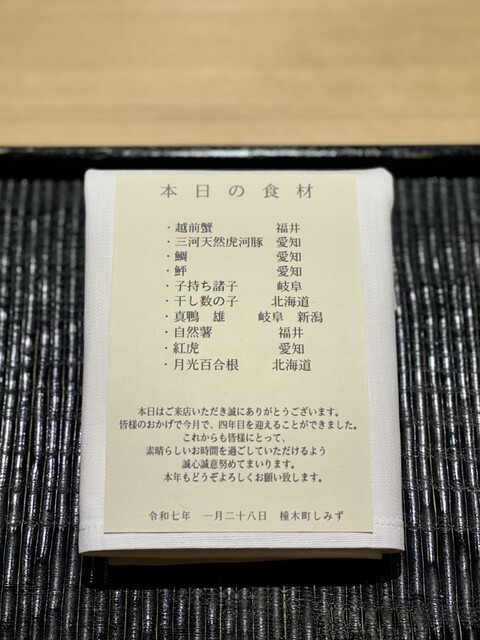 本日の食材
・越前蟹 福井
・三河天然虎河豚 愛知
・鯛 愛知
・鮃 愛知
・子持ち諸子 岐阜
・干し数の子 北海道
・真鴨 雄 岐阜 新潟
・自然薯 福井
・紅虎 愛知
・月光百合根 北海道
本日はご来店いただき誠にありがとうございます。
皆様のおかげで今月で、四年目を迎えることができました。
これからも皆様にとって、
素晴らしいお時間を過ごしていただけるよう
誠心誠意努めてまいります。
本年もどうぞよろしくお願い致します。
令和七年 一月二十八日 橦木町しみず